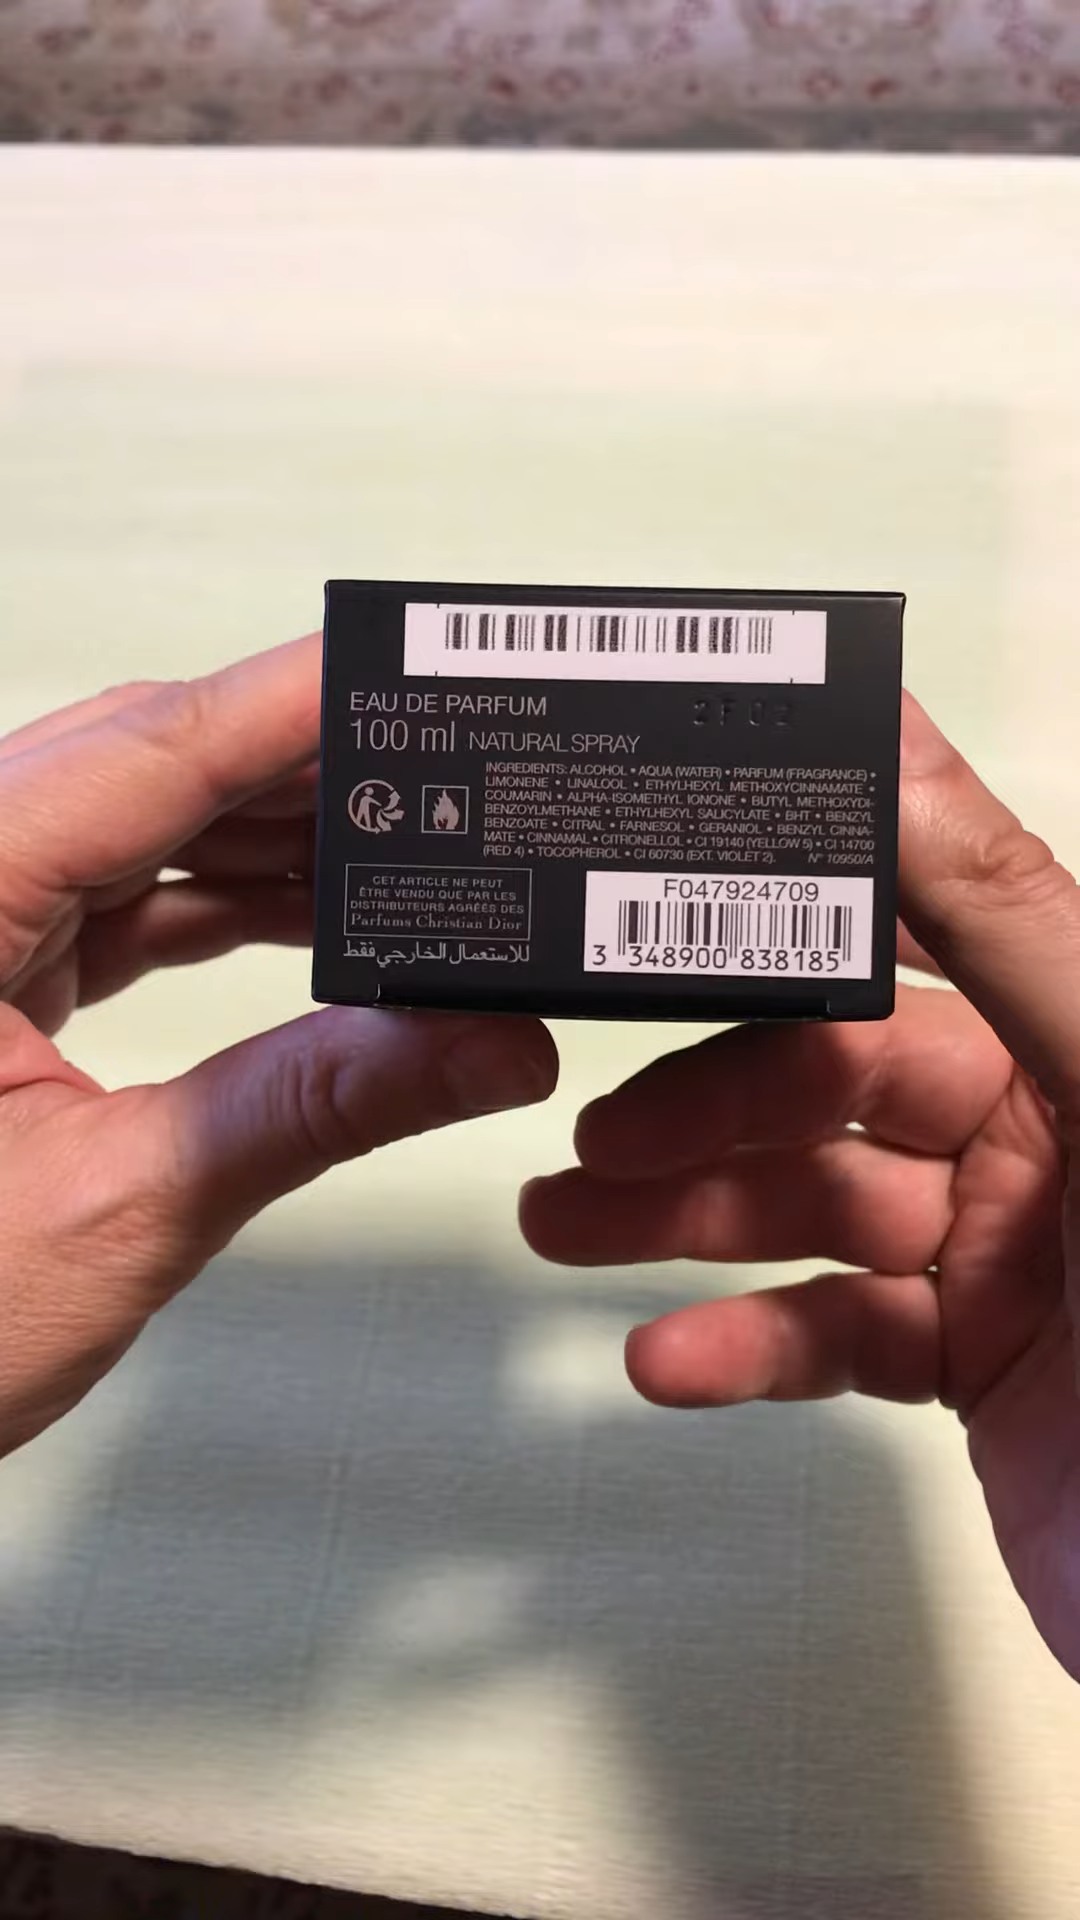 EAU DE PARFUM
2F02
100 ml NATURAL SPRAY
INGREDIENTS: ALCOHOL • AQUA (WATER) • PARFUM (FRAGRANCE) •
LIMONENE • LINALOOL • ETHYLHEXYL METHOXYCINNAMATE •
COUMARIN • ALPHA-ISOMETHYL IONONE • BUTYL METHOXYDI-
BENZOYLMETHANE • ETHYLHEXYL SALICYLATE • BHT • BENZYL
BENZOATE • CITRAL • FARNESOL • GERANIOL • BENZYL CINNA-
MATE • CINNAMAL • CITRONELLOL • CI 19140 (YELLOW 5) • CI 14700
(RED 4) • TOCOPHEROL • CI 60730 (EXT. VIOLET 2). N° 10950/A
CET ARTICLE NE PEUT
ÊTRE VENDU QUE PAR LES
DISTRIBUTEURS AGRÉÉS DES
Parfums Christian Dior
للاستعمال الخارجي فقط
F047924709
3 348900 838185